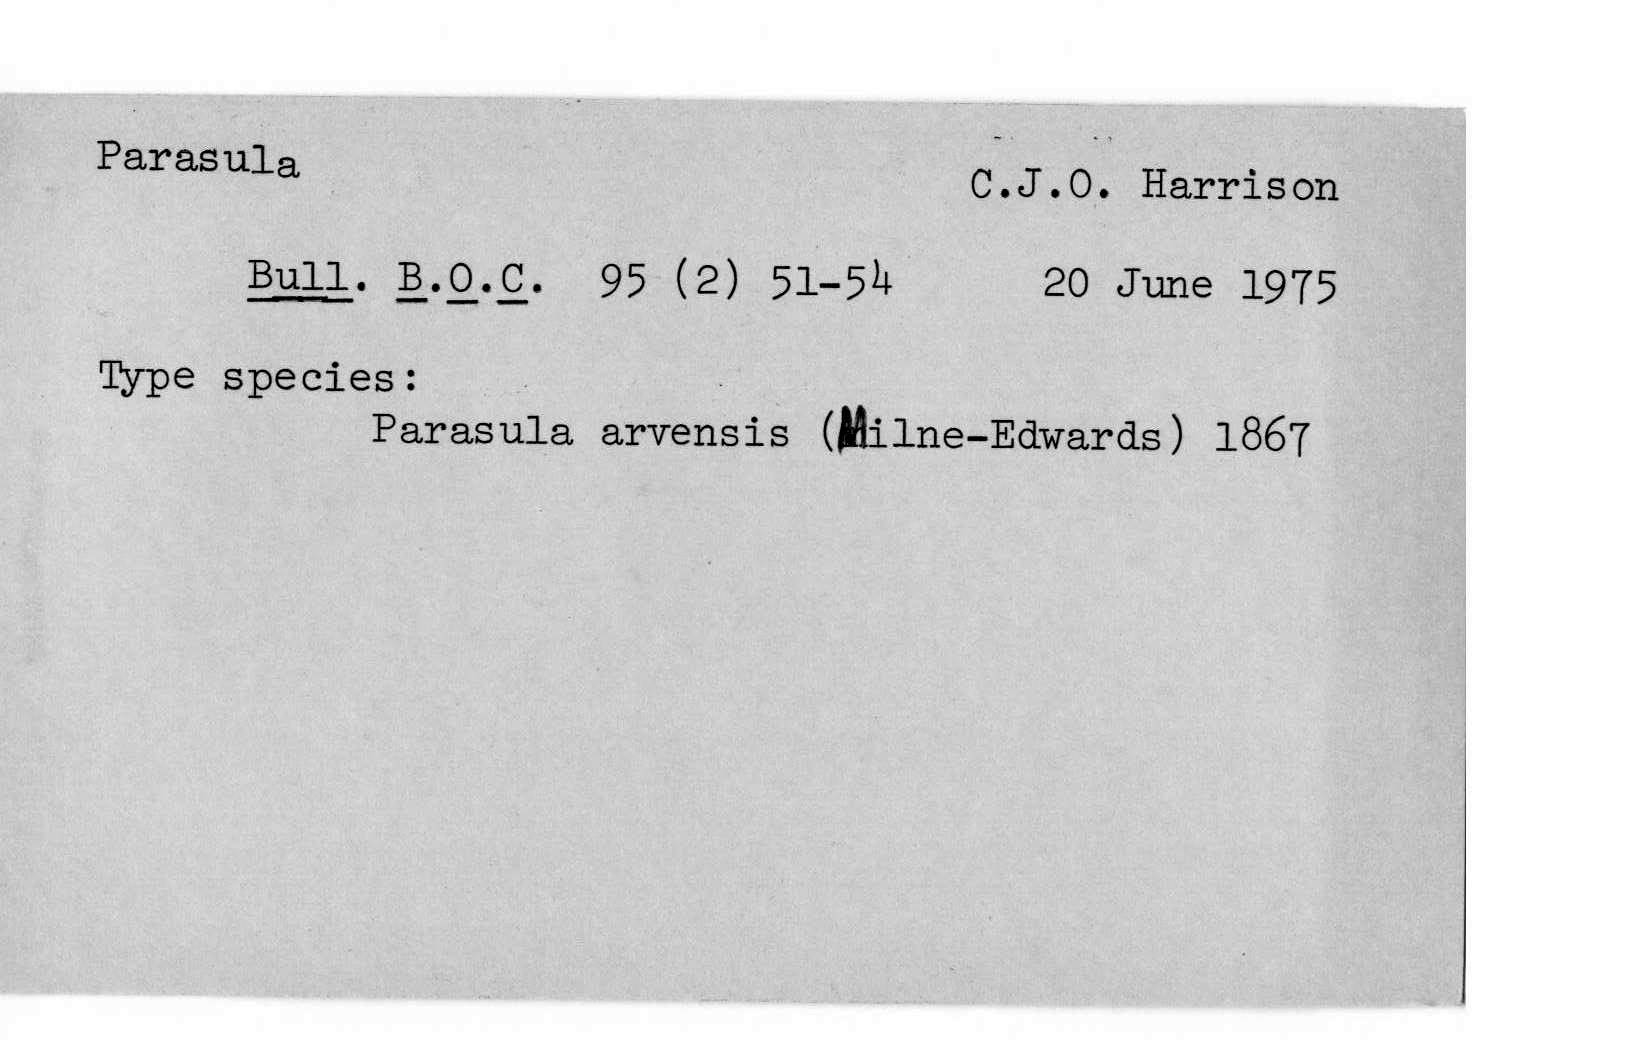 Parasula
C.J.O. Harrison
Bull. B.O.C. 95 (2) 51-54 20 June 1975
Type species:
Parasula arvensis (Milne-Edwards) 1867